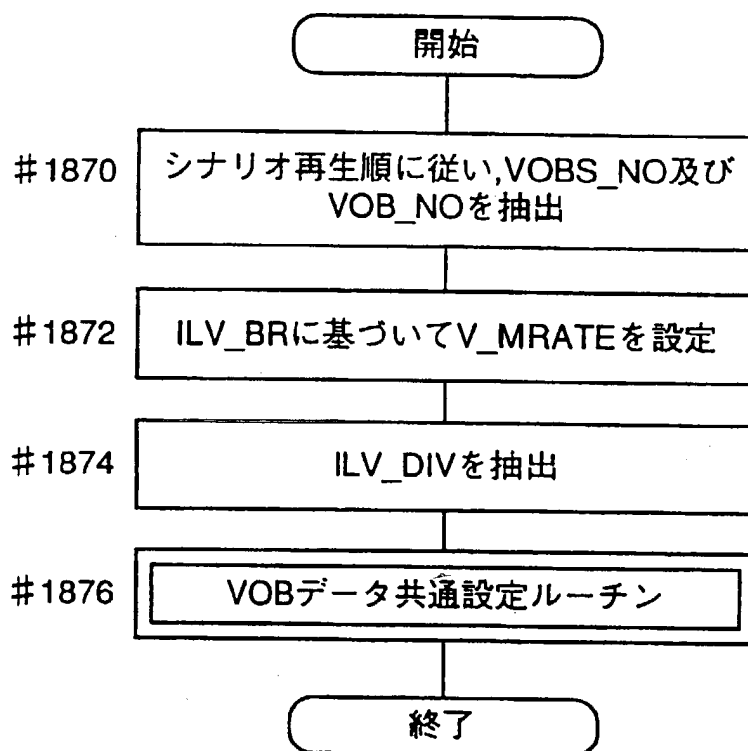 開始
#1870
シナリオ再生順に従い,VOBS_NO及び
VOB_NOを抽出
#1872
ILV_BRに基づいてV_MRATEを設定
#1874
ILV_DIVを抽出
#1876
VOBデータ共通設定ルーチン
終了